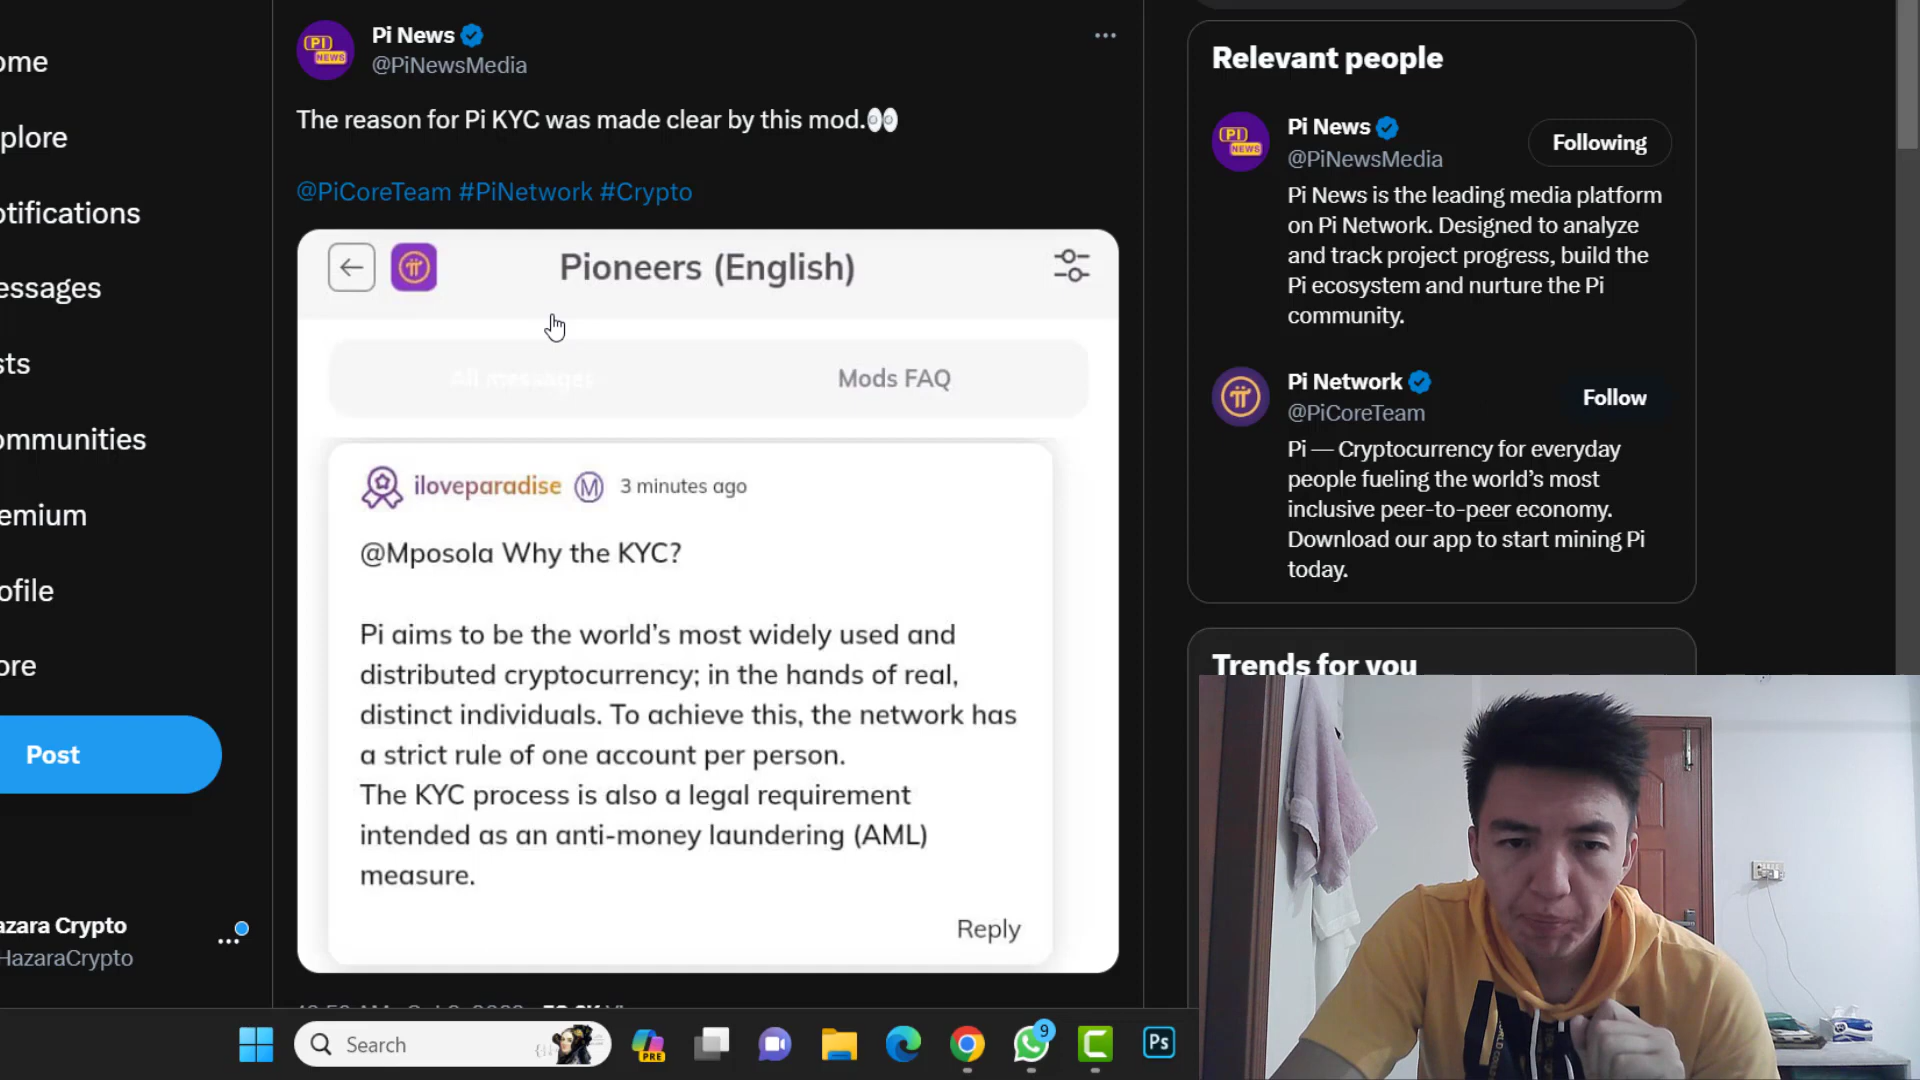 ome
plore
otifications
essages
sts
ommunities
emium
ofile
ore
Post
azara Crypto
HazaraCrypto
PI
NEWS
Pi News
@PiNewsMedia
The reason for Pi KYC was made clear by this mod.👀
@PiCoreTeam #PiNetwork #Crypto
Pioneers (English)
All messages
Mods FAQ
iloveparadise M 3 minutes ago
@Mposola Why the KYC?
Pi aims to be the world's most widely used and
distributed cryptocurrency; in the hands of real,
distinct individuals. To achieve this, the network has
a strict rule of one account per person.
The KYC process is also a legal requirement
intended as an anti-money laundering (AML)
measure.
Reply
Relevant people
PI
NEWS
Pi News
@PiNewsMedia
Following
Pi News is the leading media platform
on Pi Network. Designed to analyze
and track project progress, build the
Pi ecosystem and nurture the Pi
community.
Pi Network
@PiCoreTeam
Follow
Pi — Cryptocurrency for everyday
people fueling the world's most
inclusive peer-to-peer economy.
Download our app to start mining Pi
today.
Trends for you
Search
PRE
9
Ps